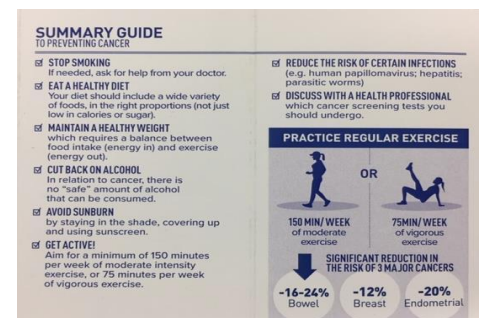 SUMMARY GUIDE
TO PREVENTING CANCER
STOP SMOKING
If needed, ask for help from your doctor.
EAT A HEALTHY DIET
Your diet should include a wide variety
of foods, in the right proportions (not just
low in calories or sugar).
MAINTAIN A HEALTHY WEIGHT
which requires a balance between
food intake (energy in) and exercise
(energy out).
CUT BACK ON ALCOHOL
In relation to cancer, there is
no “safe” amount of alcohol
that can be consumed.
AVOID SUNBURN
by staying in the shade, covering up
and using sunscreen.
GET ACTIVE!
Aim for a minimum of 150 minutes
per week of moderate intensity
exercise, or 75 minutes per week
of vigorous exercise.
REDUCE THE RISK OF CERTAIN INFECTIONS
(e.g. human papillomavirus; hepatitis;
parasitic worms)
DISCUSS WITH A HEALTH PROFESSIONAL
which cancer screening tests you
should undergo.
PRACTICE REGULAR EXERCISE
OR
150 MIN/WEEK
of moderate
exercise
75MIN/WEEK
of vigorous
exercise
SIGNIFICANT REDUCTION IN
THE RISK OF 3 MAJOR CANCERS
-16-24%
Bowel
-12%
Breast
-20%
Endometrial